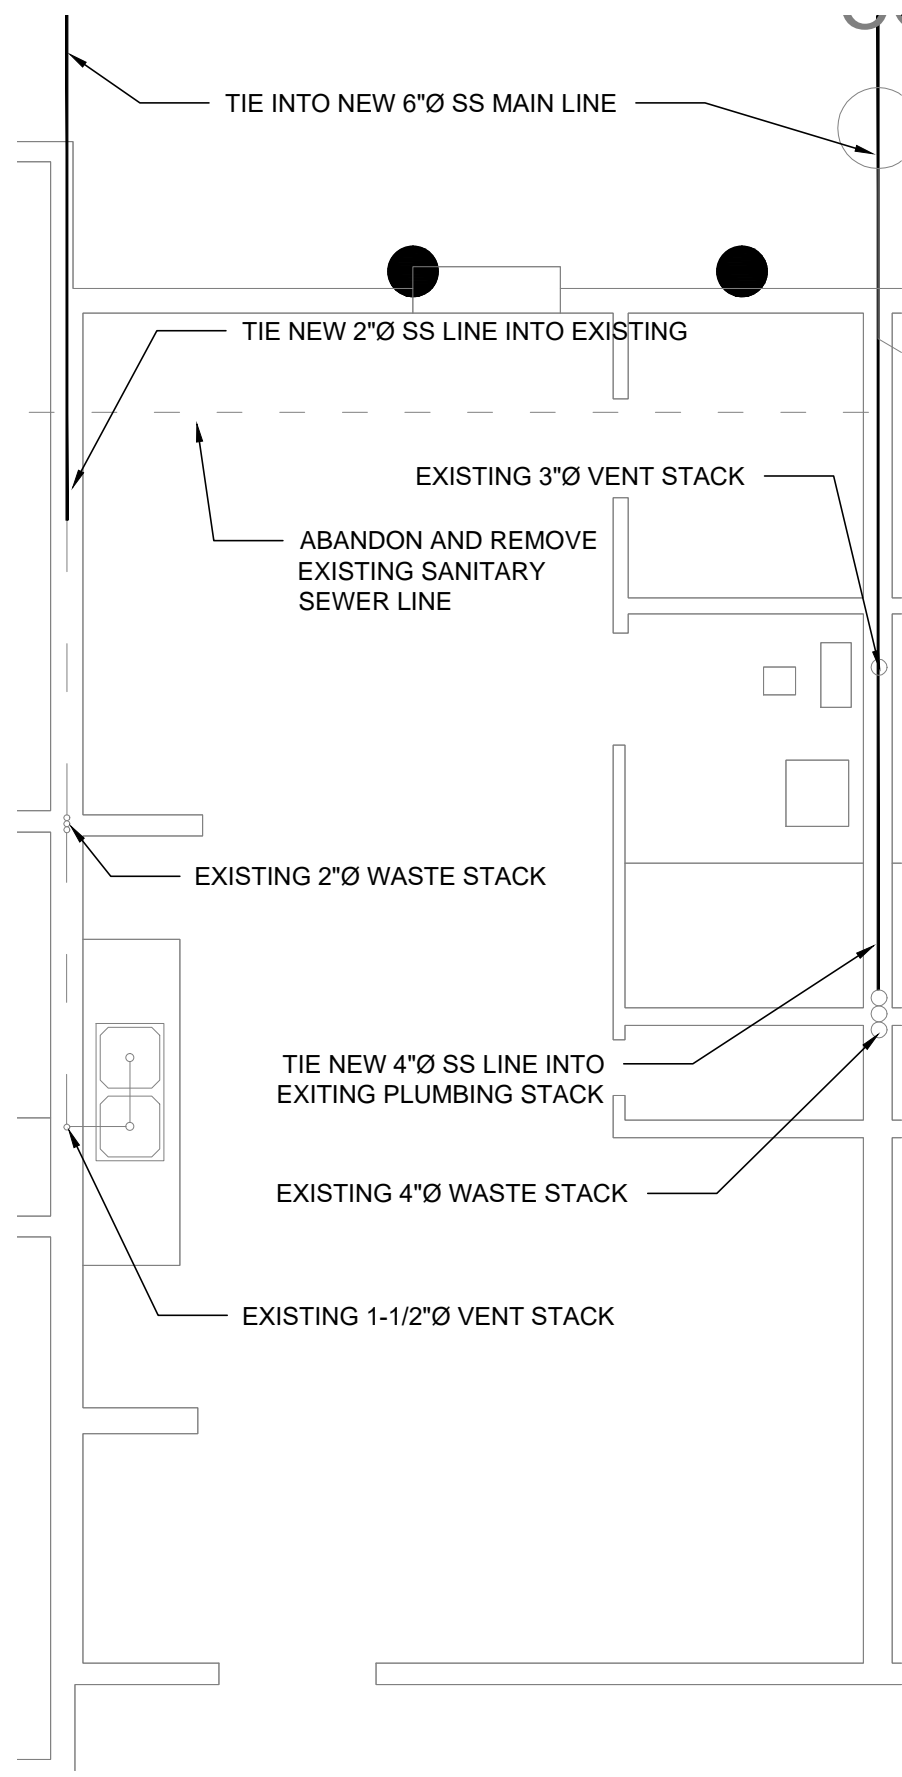 TIE INTO NEW 6"Ø SS MAIN LINE
TIE NEW 2"Ø SS LINE INTO EXISTING
EXISTING 3"Ø VENT STACK
ABANDON AND REMOVE
EXISTING SANITARY
SEWER LINE
EXISTING 2"Ø WASTE STACK
TIE NEW 4"Ø SS LINE INTO
EXITING PLUMBING STACK
EXISTING 4"Ø WASTE STACK
EXISTING 1-1/2"Ø VENT STACK